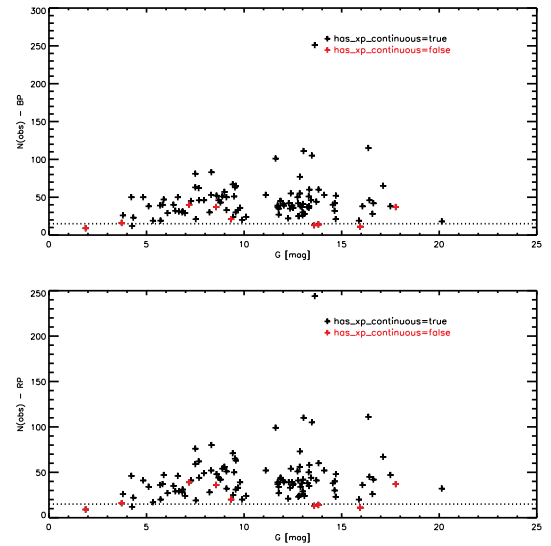 300
250
200
150
100
50
0
N(obs) - BP
has_xp_continuous=true
has_xp_continuous=false
0 5 10 15 20 25
G [mag]
250
200
150
100
50
0
N(obs) - RP
has_xp_continuous=true
has_xp_continuous=false
0 5 10 15 20 25
G [mag]